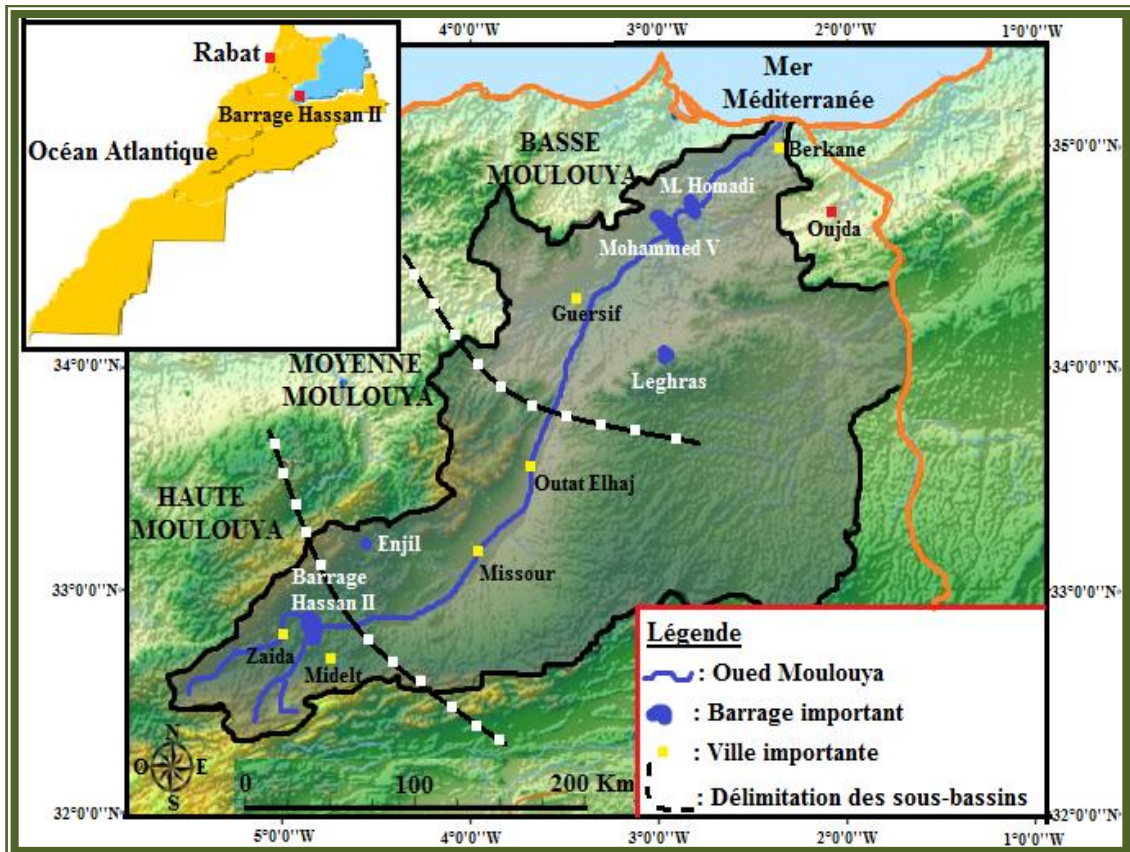 4°0'0"W
3°0'0"W
2°0'0"W
1°0'0"W
Rabat
Barrage Hassan II
Océan Atlantique
Mer
Méditerranée
BASSE
MOULOUYA
Berkane
35°0'0"N
35°0'0"N
M. Homadi
Oujda
Mohammed V
Guersif
34°0'0"N
34°0'0"N
MOYENNE
MOULOUYA
Leghras
Outat Elhaj
HAUTE
MOULOUYA
Enjil
Missour
33°0'0"N
33°0'0"N
Barrage
Hassan II
Zaida
Midelt
Légende
: Oued Moulouya
: Barrage important
: Ville importante
: Délimitation des sous-bassins
N
O
E
S
0
100
200 Km
32°0'0"N
32°0'0"N
5°0'0"W
4°0'0"W
3°0'0"W
2°0'0"W
1°0'0"W